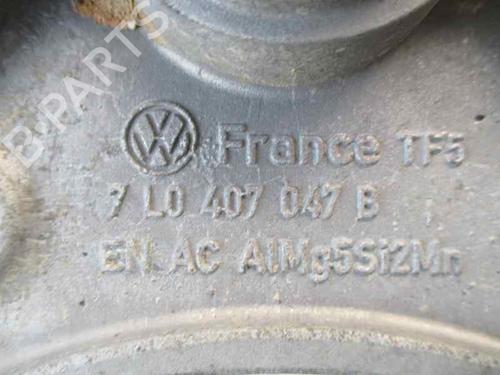 VW France TF5
7 L0 407 047 B
EN AC AlMg5Si2Mn
B-PARTS